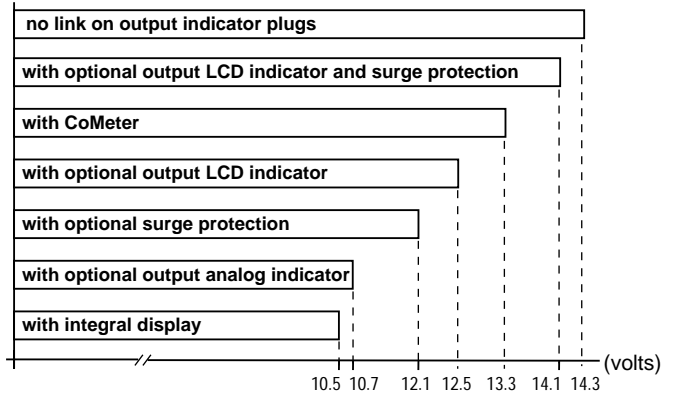 no link on output indicator plugs
with optional output LCD indicator and surge protection
with CoMeter
with optional output LCD indicator
with optional surge protection
with optional output analog indicator
with integral display
(volts)
10.5 10.7 12.1 12.5 13.3 14.1 14.3